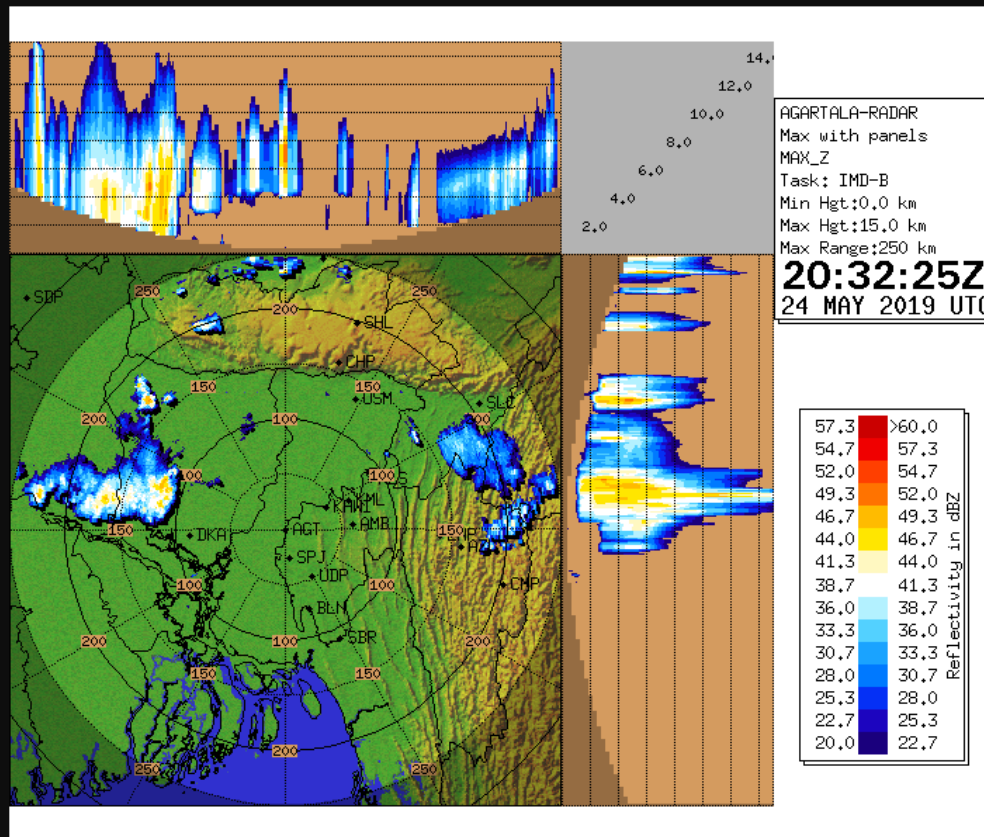 14.
12.0
10.0
8.0
6.0
4.0
2.0
AGARTALA-RADAR
Max with panels
MAX_Z
Task: IMD-B
Min Hgt:0.0 km
Max Hgt:15.0 km
Max Range:250 km
20:32:25Z
24 MAY 2019 UTC
250
250
SDP
200
SHL
CHP
150
150
USM
SLC
200
100
200
100
100
KML
KAWI
150
DKA
AGT
AMB
150
SPJ
UDP
100
100
CMP
BLN
200
100
SBR
200
150
150
200
250
250
57.3 >60.0
54.7 57.3
52.0 54.7
49.3 52.0
46.7 49.3
44.0 46.7
41.3 44.0
38.7 41.3
36.0 38.7
33.3 36.0
30.7 33.3
28.0 30.7
25.3 28.0
22.7 25.3
20.0 22.7
Reflectivity in dBZ